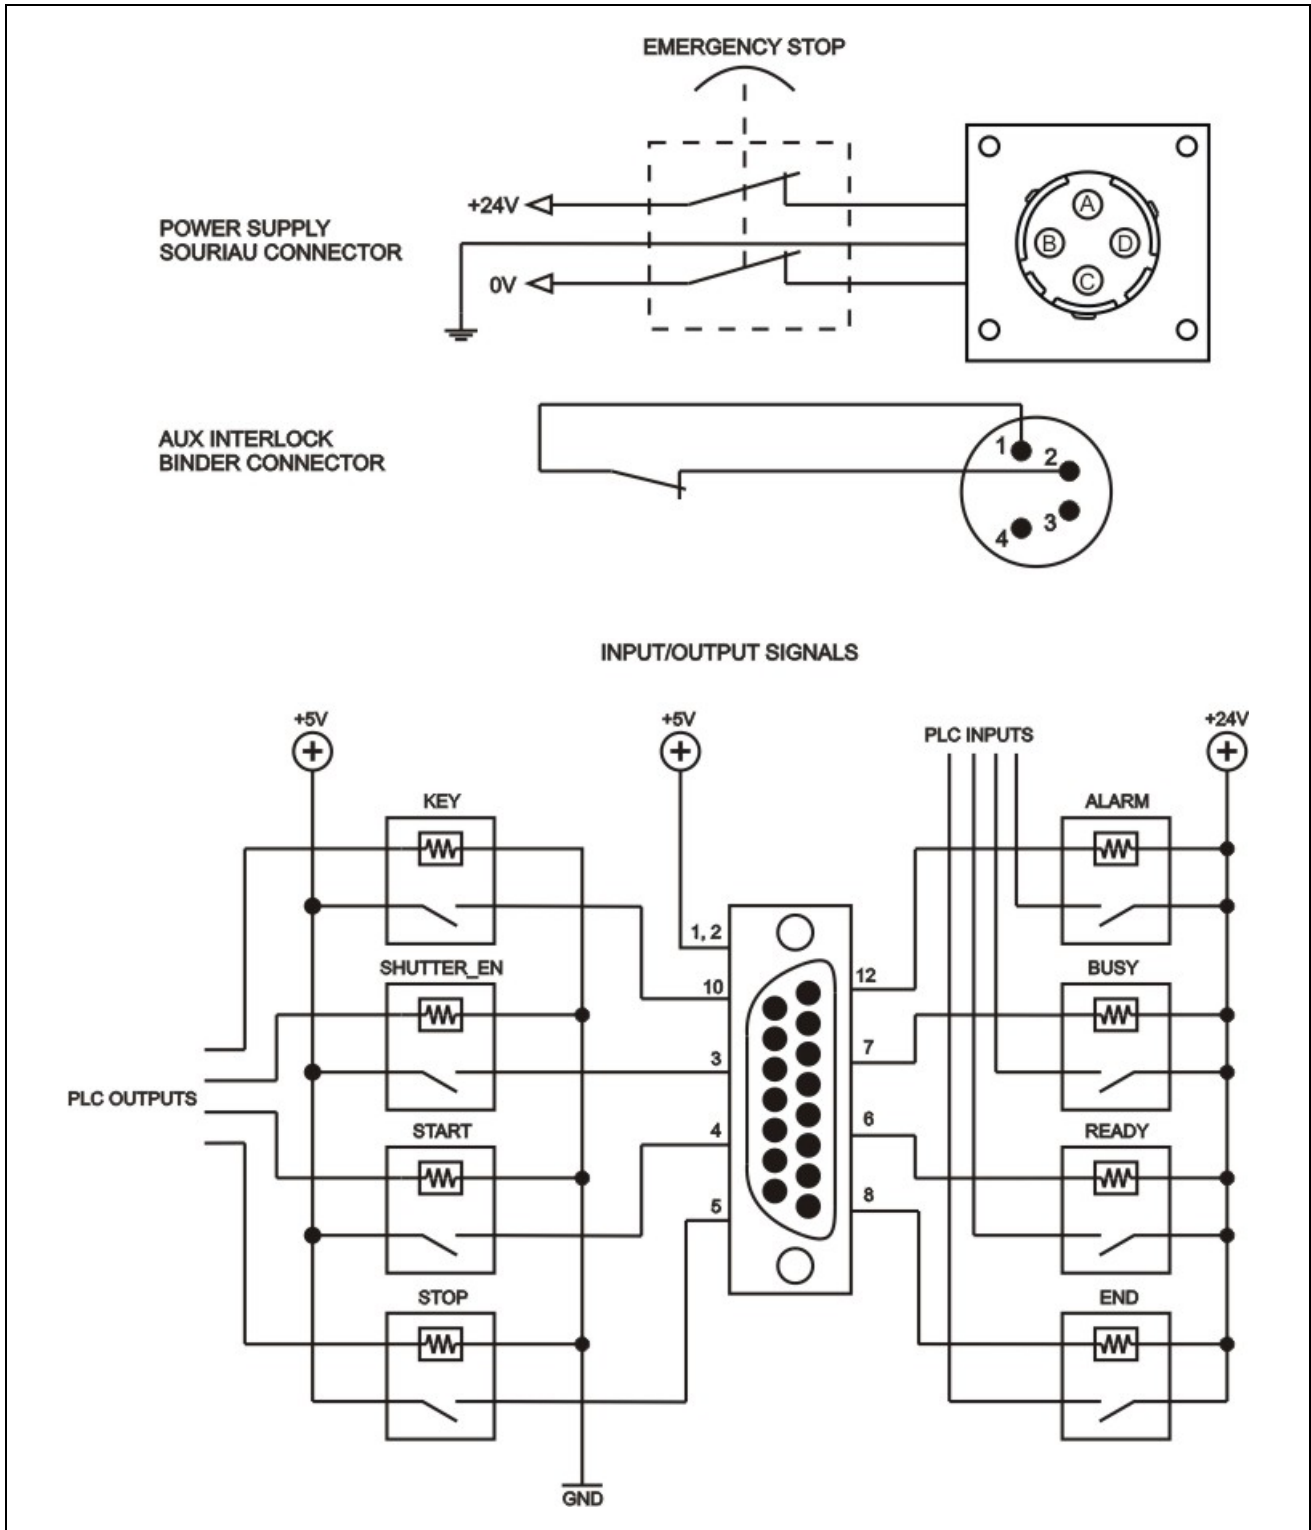 EMERGENCY STOP
+24V
POWER SUPPLY
SOURIAU CONNECTOR
0V
A
B
D
C
AUX INTERLOCK
BINDER CONNECTOR
1
2
3
4
INPUT/OUTPUT SIGNALS
+5V
+5V
PLC INPUTS
+24V
KEY
ALARM
1, 2
10
12
SHUTTER_EN
BUSY
3
7
PLC OUTPUTS
START
4
6
READY
5
8
STOP
END
GND